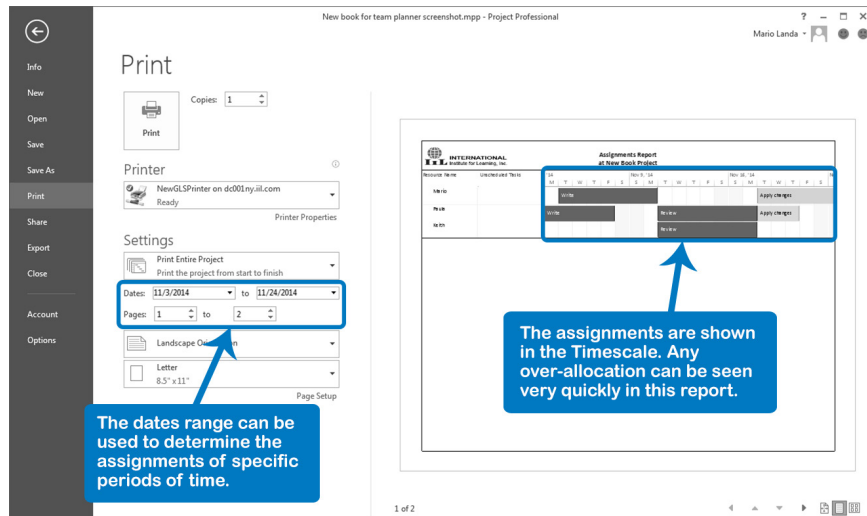 New book for team planner screenshot.mpp - Project Professional
?
Mario Landa
Info
New
Open
Save
Save As
Print
Share
Export
Close
Account
Options
Print
Print
Copies: 1
Printer
NewGLSPrinter on dc001ny.iil.com
Ready
Printer Properties
Settings
Print Entire Project
Print the project from start to finish
Dates: 11/3/2014 to 11/24/2014
Pages: 1 to 2
Landscape
Letter
8.5" x 11"
Page Setup
The dates range can be
used to determine the
assignments of specific
periods of time.
IIL INTERNATIONAL
Institute for Learning, Inc.
Assignments Report
at New Book Project
Resource Name Unscheduled Tasks '14 Nov 9, '14 Nov 16, '14 N
M T W T F S S M T W T F S S M T W T F S
Mario Write Apply changes
Paula Write Review Apply changes
Keith Review
The assignments are shown
in the Timescale. Any
over-allocation can be seen
very quickly in this report.
1 of 2